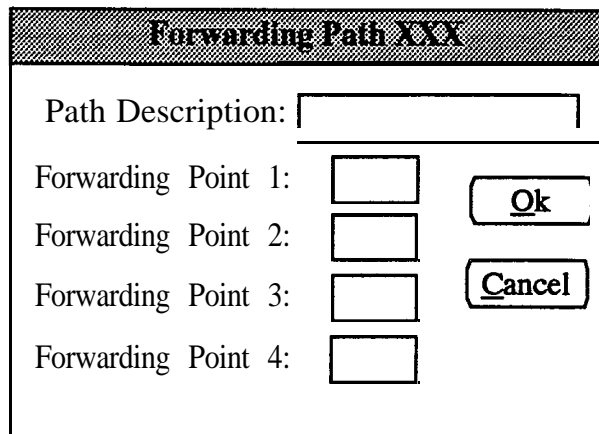 Forwarding Path XXX
Path Description:
Forwarding Point 1:
Ok
Forwarding Point 2:
Forwarding Point 3:
Cancel
Forwarding Point 4: